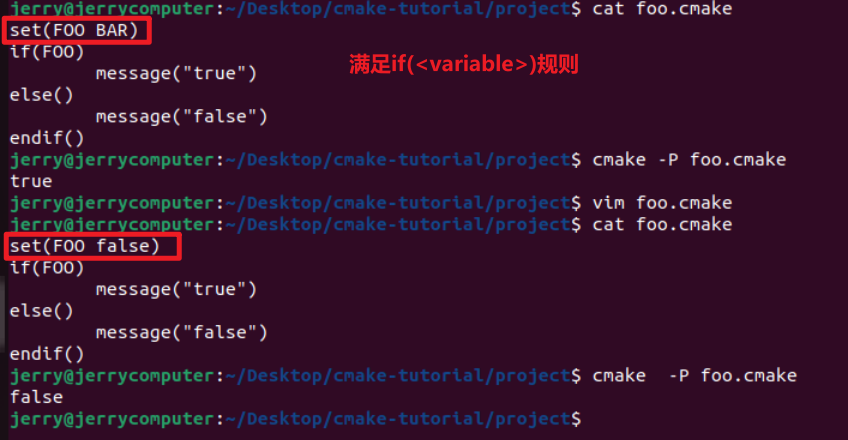 jerry@jerrycomputer:~/Desktop/cmake-tutorial/project$ cat foo.cmake
set(FOO BAR)
if(FOO)
        message("true")
满足if(<variable>)规则
else()
        message("false")
endif()
jerry@jerrycomputer:~/Desktop/cmake-tutorial/project$ cmake -P foo.cmake
true
jerry@jerrycomputer:~/Desktop/cmake-tutorial/project$ vim foo.cmake
jerry@jerrycomputer:~/Desktop/cmake-tutorial/project$ cat foo.cmake
set(FOO false)
if(FOO)
        message("true")
else()
        message("false")
endif()
jerry@jerrycomputer:~/Desktop/cmake-tutorial/project$ cmake  -P foo.cmake
false
jerry@jerrycomputer:~/Desktop/cmake-tutorial/project$